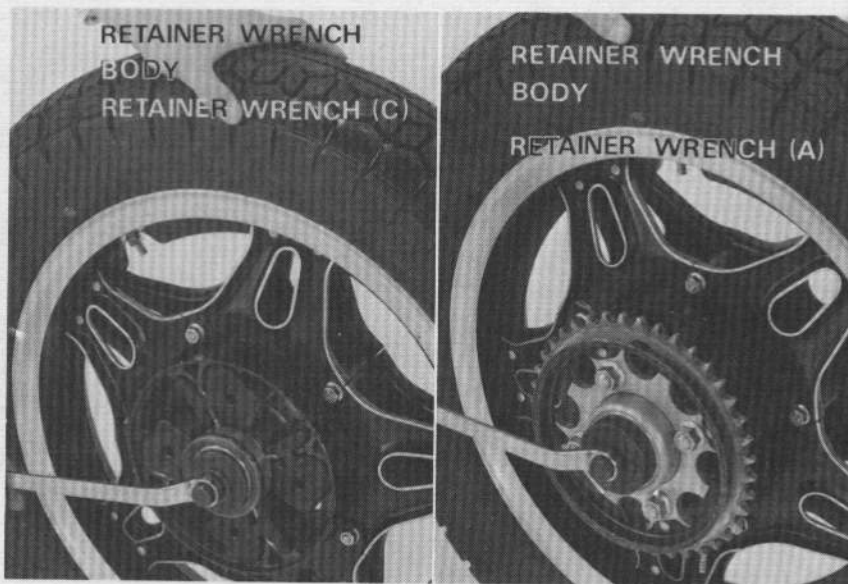 RETAINER WRENCH
BODY
RETAINER WRENCH (C)
RETAINER WRENCH
BODY
RETAINER WRENCH (A)